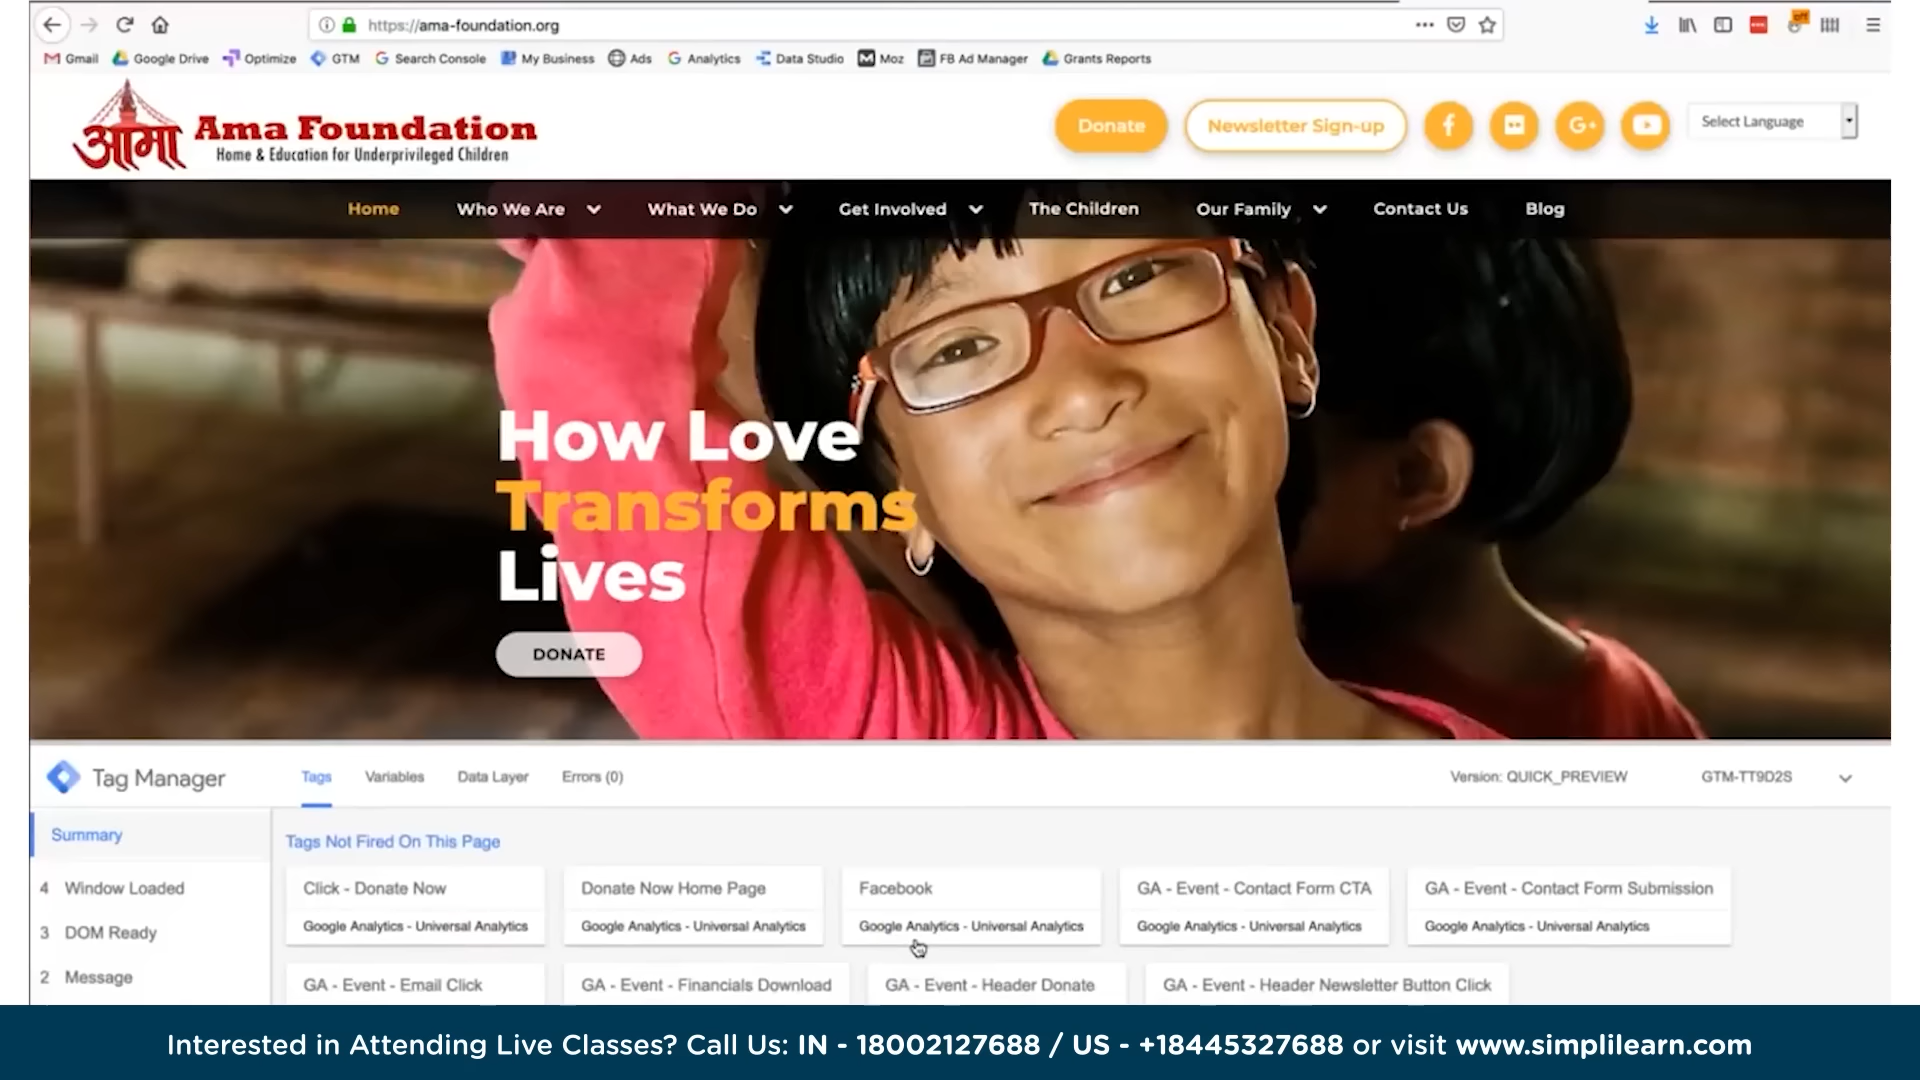 https://ama-foundation.org
Gmail Google Drive Optimize GTM Search Console My Business Ads Analytics Data Studio Moz FB Ad Manager Grants Reports
off
आमा Ama Foundation
Home & Education for Underprivileged Children
Donate Newsletter Sign-up G+ Select Language
Home Who We Are What We Do Get Involved The Children Our Family Contact Us Blog
How Love
Transforms
Lives
DONATE
Tag Manager Tags Variables Data Layer Errors (0) Version: QUICK_PREVIEW GTM-TT9D2S
Summary
Tags Not Fired On This Page
4 Window Loaded
3 DOM Ready
2 Message
Click - Donate Now
Google Analytics - Universal Analytics
Donate Now Home Page
Google Analytics - Universal Analytics
Facebook
Google Analytics - Universal Analytics
GA - Event - Contact Form CTA
Google Analytics - Universal Analytics
GA - Event - Contact Form Submission
Google Analytics - Universal Analytics
GA - Event - Email Click
GA - Event - Financials Download
GA - Event - Header Donate
GA - Event - Header Newsletter Button Click
Interested in Attending Live Classes? Call Us: IN - 18002127688 / US - +18445327688 or visit www.simplilearn.com